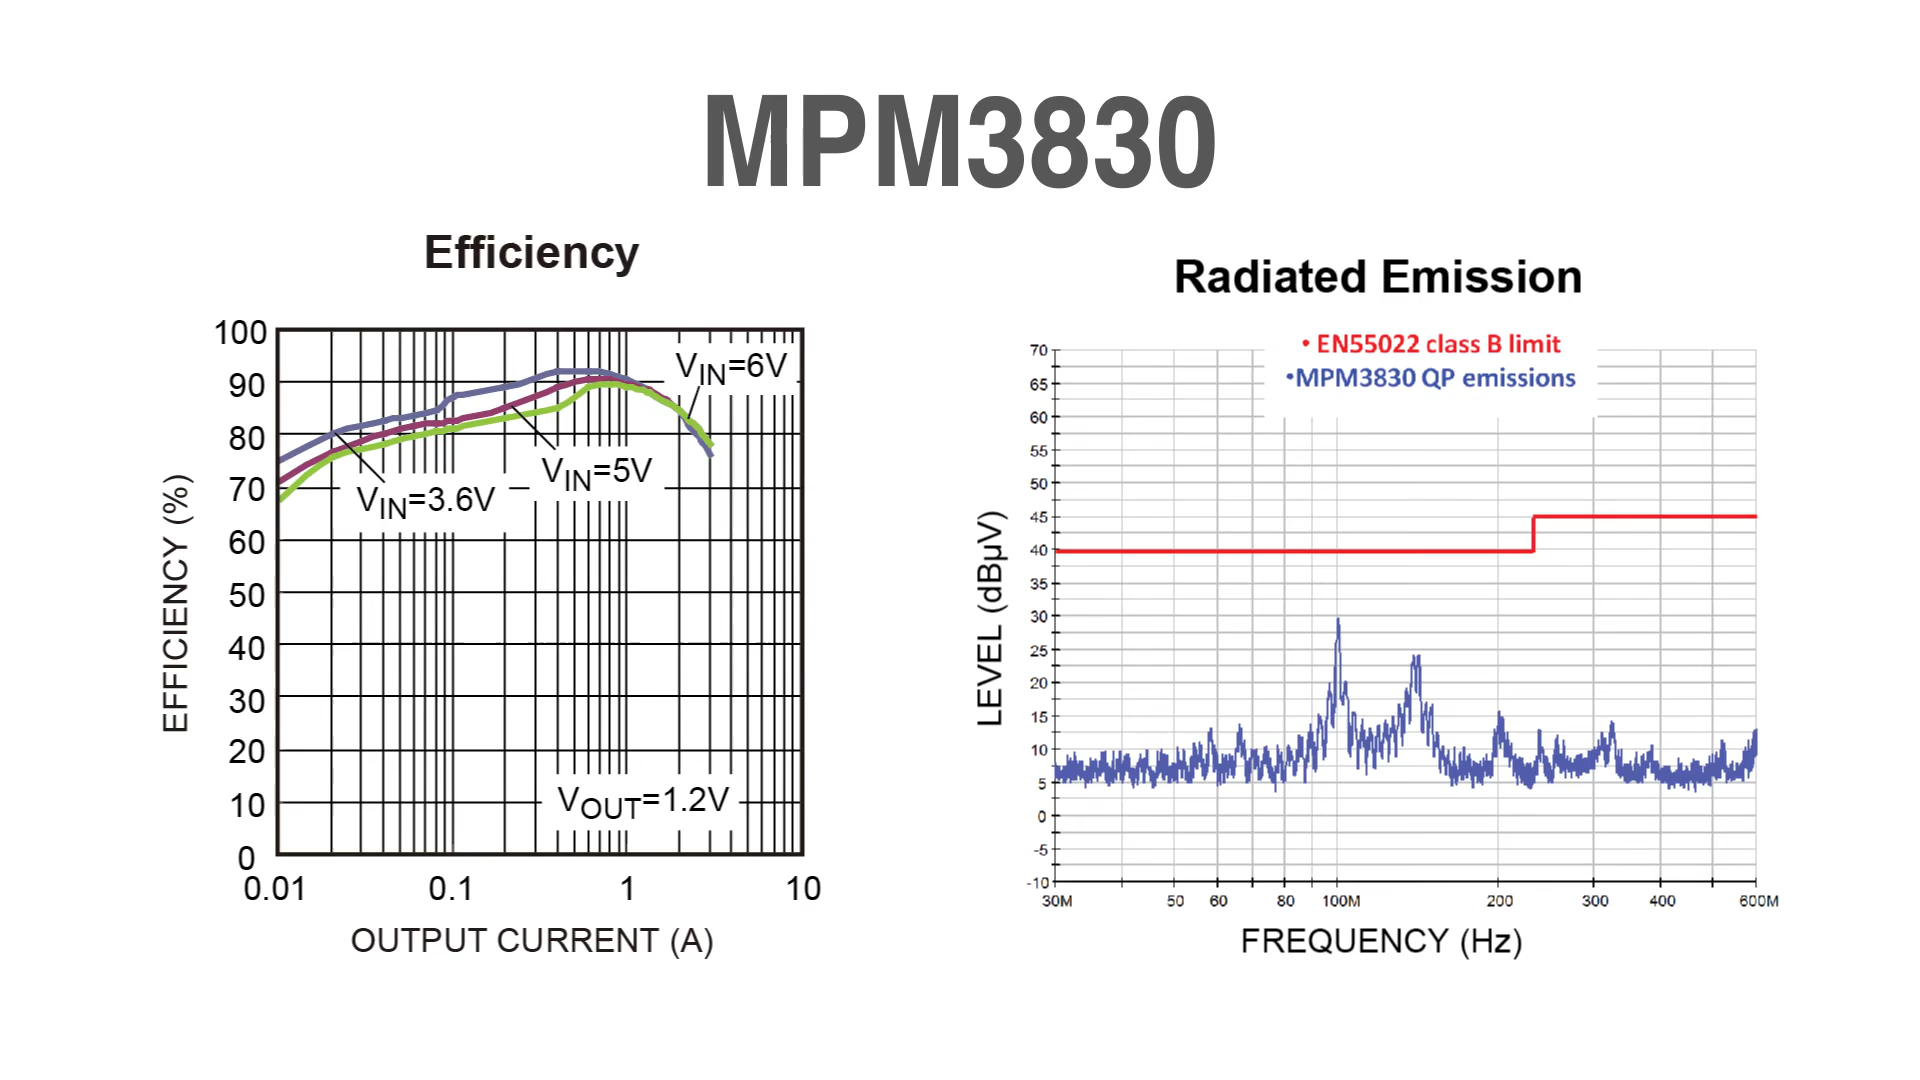 MPM3830
Efficiency
100
90
80
70
60
50
40
30
20
10
0
0.01 0.1 1 10
EFFICIENCY (%)
OUTPUT CURRENT (A)
VIN=6V
VIN=5V
VIN=3.6V
VOUT=1.2V
Radiated Emission
• EN55022 class B limit
•MPM3830 QP emissions
70
65
60
55
50
45
40
35
30
25
20
15
10
5
0
-5
-10
30M 50 60 80 100M 200 300 400 600M
LEVEL (dBµV)
FREQUENCY (Hz)